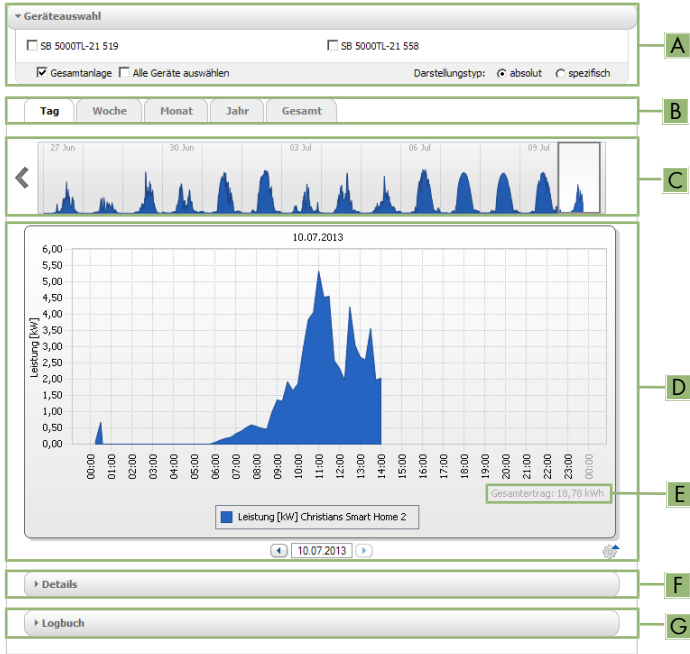 Geräteauswahl
SB 5000TL-21 519 SB 5000TL-21 558
A
Gesamtanlage Alle Geräte auswählen Darstellungstyp: absolut spezifisch
Tag Woche Monat Jahr Gesamt
B
27 Jun 30 Jun 03 Jul 06 Jul 09 Jul
C
10.07.2013
6,00
5,50
5,00
4,50
4,00
3,50
3,00
2,50
2,00
1,50
1,00
0,50
0,00
Leistung [kW]
D
00:00 01:00 02:00 03:00 04:00 05:00 06:00 07:00 08:00 09:00 10:00 11:00 12:00 13:00 14:00 15:00 16:00 17:00 18:00 19:00 20:00 21:00 22:00 23:00 00:00
Gesamtertrag: 18,78 kWh
E
Leistung [kW] Christians Smart Home 2
10.07.2013
Details
F
Logbuch
G